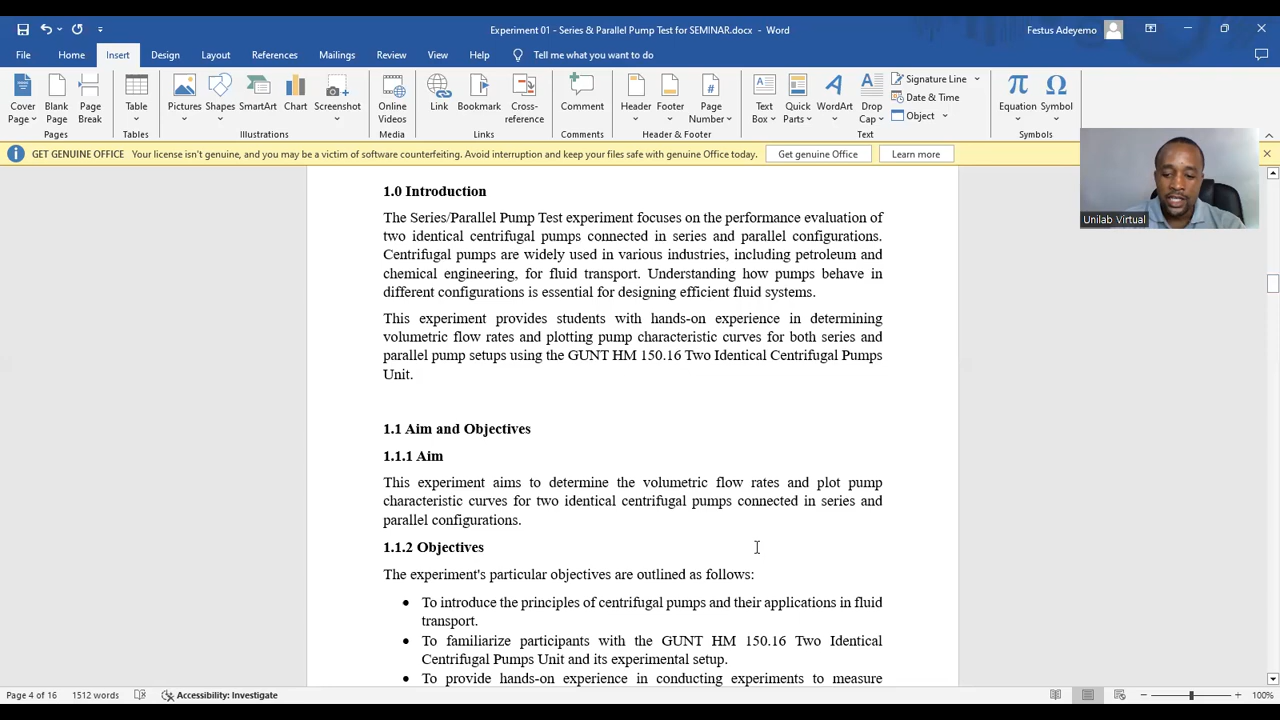 Experiment 01 - Series & Parallel Pump Test for SEMINAR.docx - Word
Festus Adeyemo
File Home Insert Design Layout References Mailings Review View Help Tell me what you want to do
Cover Page
Blank Page
Page Break
Table
Pictures
Shapes
SmartArt
Chart
Screenshot
Online Videos
Link
Bookmark
Cross-reference
Comment
Header
Footer
Page Number
Text Box
Quick Parts
WordArt
Drop Cap
Signature Line
Date & Time
Object
Equation
Symbol
Pages Tables Illustrations Media Links Comments Header & Footer Text Symbols
GET GENUINE OFFICE Your license isn't genuine, and you may be a victim of software counterfeiting. Avoid interruption and keep your files safe with genuine Office today. Get genuine Office Learn more
Unilab Virtual
1.0 Introduction
The Series/Parallel Pump Test experiment focuses on the performance evaluation of
two identical centrifugal pumps connected in series and parallel configurations.
Centrifugal pumps are widely used in various industries, including petroleum and
chemical engineering, for fluid transport. Understanding how pumps behave in
different configurations is essential for designing efficient fluid systems.
This experiment provides students with hands-on experience in determining
volumetric flow rates and plotting pump characteristic curves for both series and
parallel pump setups using the GUNT HM 150.16 Two Identical Centrifugal Pumps
Unit.
1.1 Aim and Objectives
1.1.1 Aim
This experiment aims to determine the volumetric flow rates and plot pump
characteristic curves for two identical centrifugal pumps connected in series and
parallel configurations.
1.1.2 Objectives
The experiment's particular objectives are outlined as follows:
• To introduce the principles of centrifugal pumps and their applications in fluid
transport.
• To familiarize participants with the GUNT HM 150.16 Two Identical
Centrifugal Pumps Unit and its experimental setup.
• To provide hands-on experience in conducting experiments to measure
Page 4 of 16 1512 words Accessibility: Investigate 100%